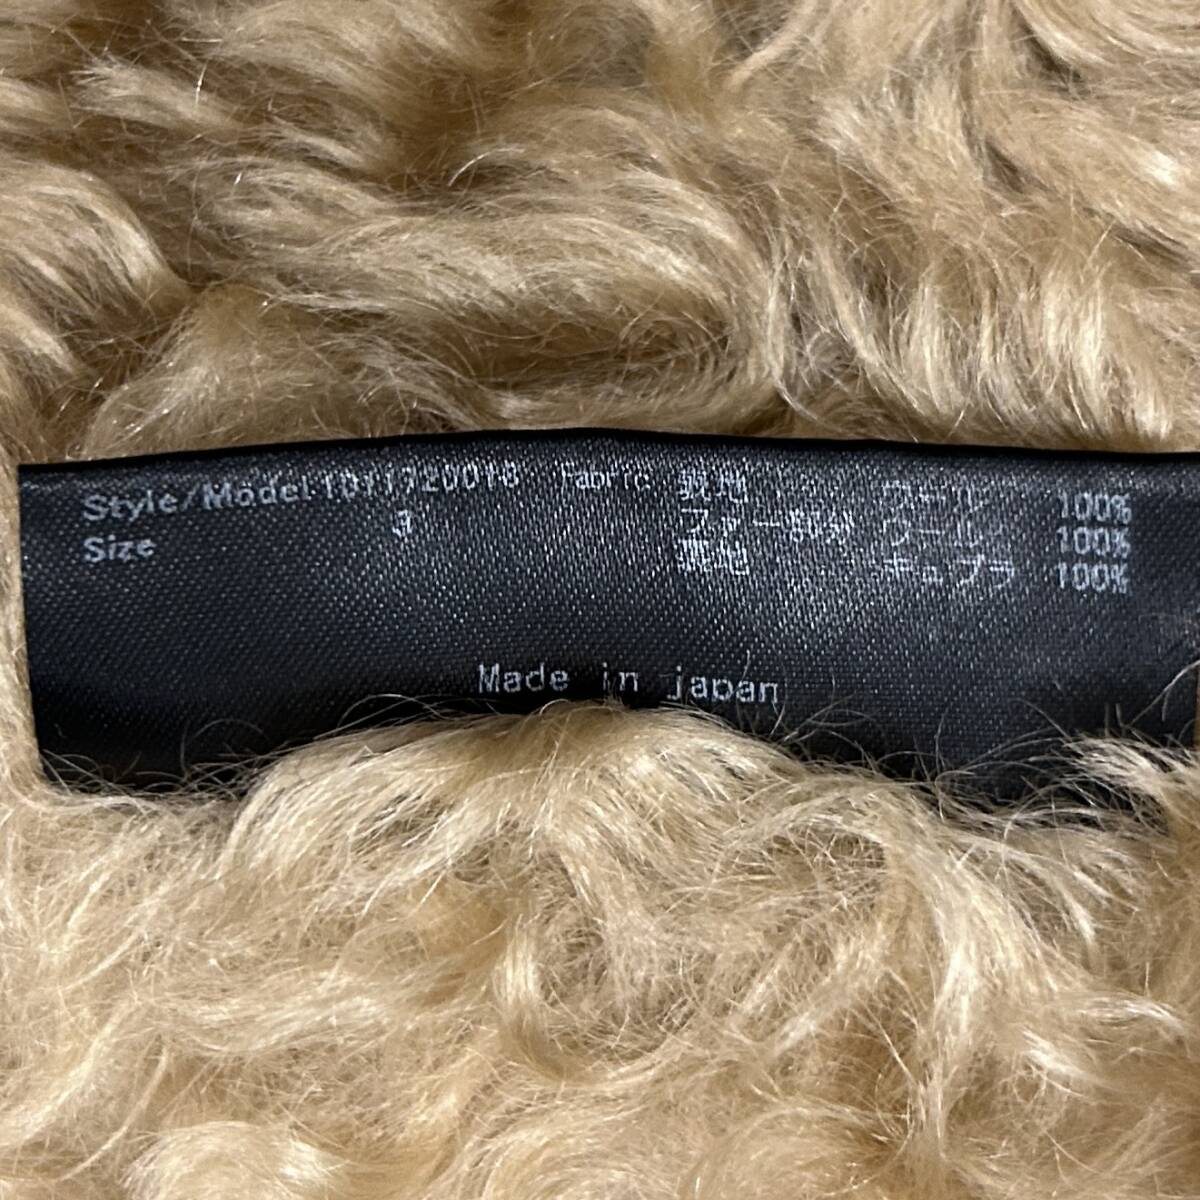 Style/Model 1011720018 Fabric 表地 ウール 100%
Size 3 ファー部分 ウール 100%
裏地 キュプラ 100%
Made in japan